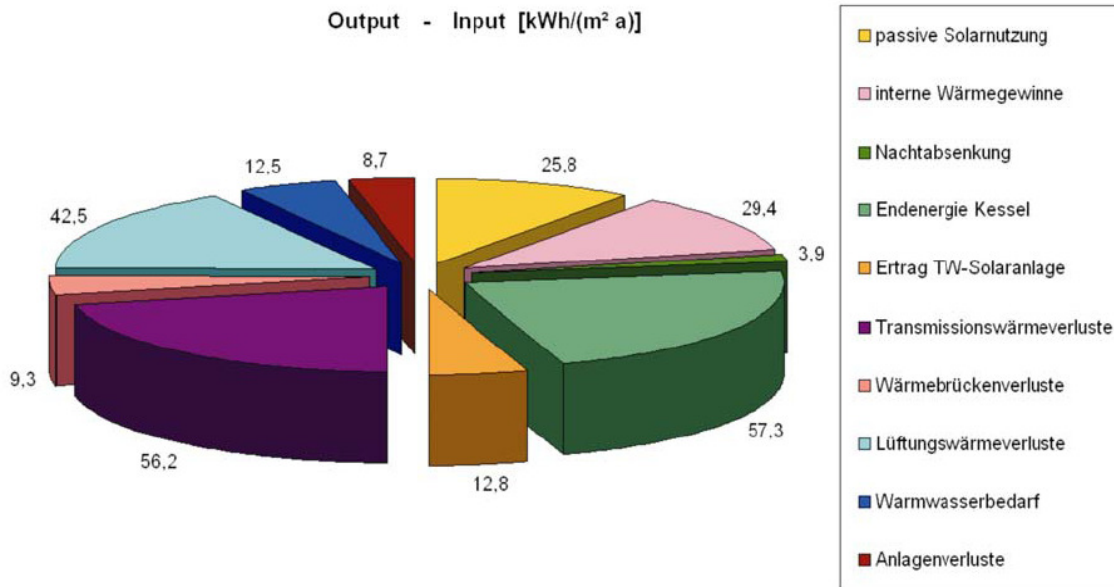 Output - Input [kWh/(m² a)]
12,5
8,7
25,8
42,5
29,4
3,9
9,3
56,2
12,8
57,3
passive Solarnutzung
interne Wärmegewinne
Nachtabsenkung
Endenergie Kessel
Ertrag TW-Solaranlage
Transmissionswärmeverluste
Wärmebrückenverluste
Lüftungswärmeverluste
Warmwasserbedarf
Anlagenverluste